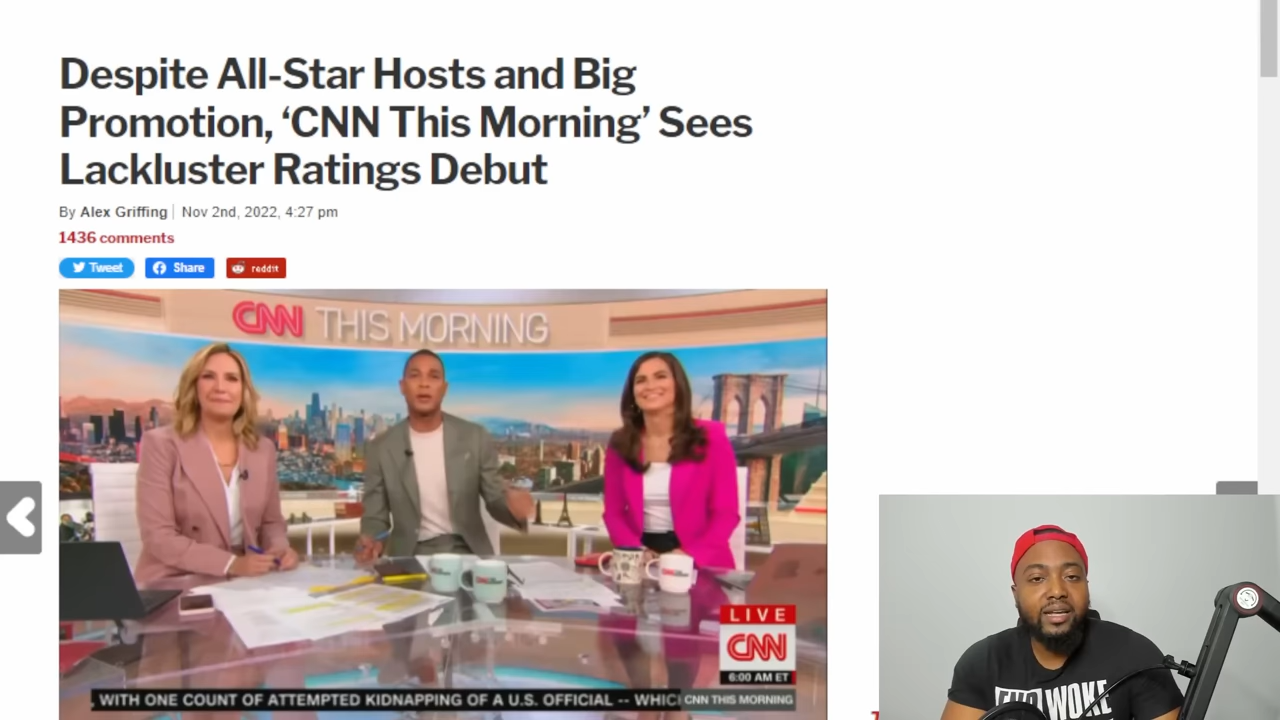 Despite All-Star Hosts and Big
Promotion, ‘CNN This Morning’ Sees
Lackluster Ratings Debut
By Alex Griffing | Nov 2nd, 2022, 4:27 pm
1436 comments
Tweet Share reddit
CNN THIS MORNING
LIVE
CNN
6:00 AM ET
WITH ONE COUNT OF ATTEMPTED KIDNAPPING OF A U.S. OFFICIAL -- WHIC CNN THIS MORNING
WOKE